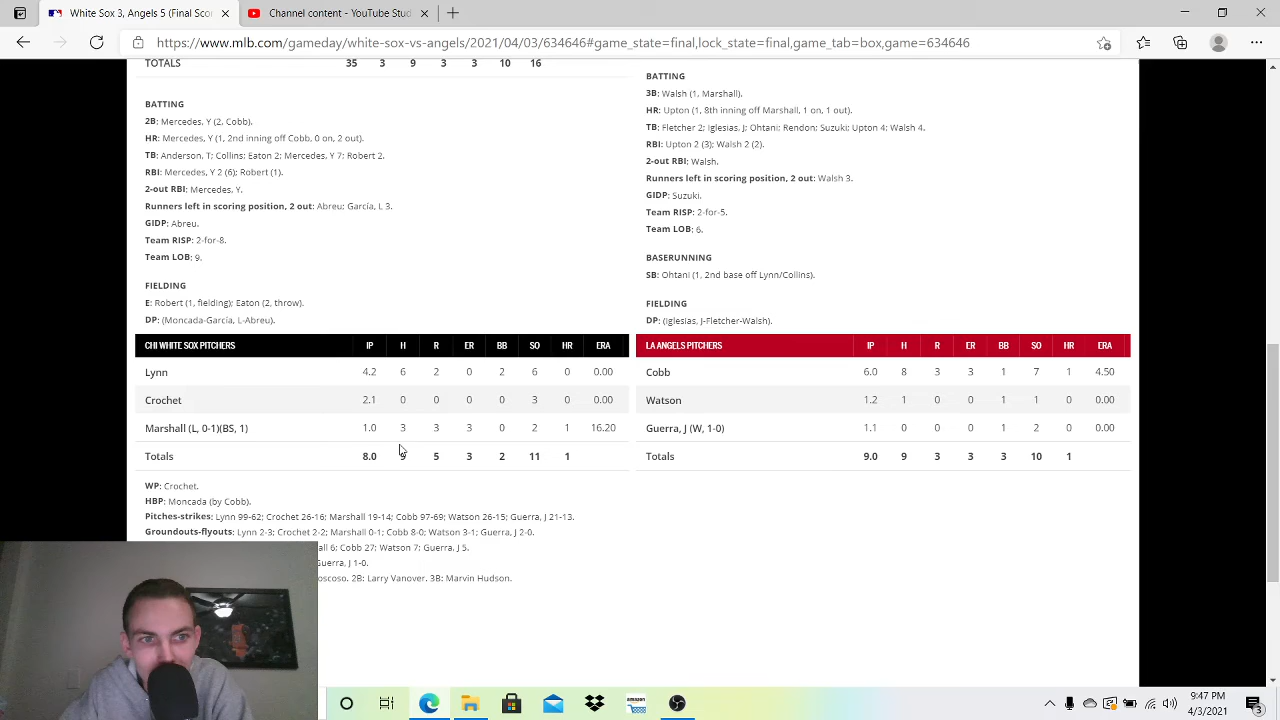 White Sox 3, Angels 5
YouTube Stud
Channel content - YouTube Stud
https://www.mlb.com/gameday/white-sox-vs-angels/2021/04/03/634646#game_state=final,lock_state=final,game_tab=box,game=634646
TOTALS 35 3 9 3 3 10 16
BATTING
2B: Mercedes, Y (2, Cobb).
HR: Mercedes, Y (1, 2nd inning off Cobb, 0 on, 2 out).
TB: Anderson, T; Collins; Eaton 2; Mercedes, Y 7; Robert 2.
RBI: Mercedes, Y 2 (6); Robert (1).
2-out RBI: Mercedes, Y.
Runners left in scoring position, 2 out: Abreu; García, L 3.
GIDP: Abreu.
Team RISP: 2-for-8.
Team LOB: 9.
FIELDING
E: Robert (1, fielding); Eaton (2, throw).
DP: (Moncada-García, L-Abreu).
BATTING
3B: Walsh (1, Marshall).
HR: Upton (1, 8th inning off Marshall, 1 on, 1 out).
TB: Fletcher 2; Iglesias, J; Ohtani; Rendon; Suzuki; Upton 4; Walsh 4.
RBI: Upton 2 (3); Walsh 2 (2).
2-out RBI: Walsh.
Runners left in scoring position, 2 out: Walsh 3.
GIDP: Suzuki.
Team RISP: 2-for-5.
Team LOB: 6.
BASERUNNING
SB: Ohtani (1, 2nd base off Lynn/Collins).
FIELDING
DP: (Iglesias, J-Fletcher-Walsh).
CHI WHITE SOX PITCHERS IP H R ER BB SO HR ERA
Lynn 4.2 6 2 0 2 6 0 0.00
Crochet 2.1 0 0 0 0 3 0 0.00
Marshall (L, 0-1)(BS, 1) 1.0 3 3 3 0 2 1 16.20
Totals 8.0 9 5 3 2 11 1
LA ANGELS PITCHERS IP H R ER BB SO HR ERA
Cobb 6.0 8 3 3 1 7 1 4.50
Watson 1.2 1 0 0 1 1 0 0.00
Guerra, J (W, 1-0) 1.1 0 0 0 1 2 0 0.00
Totals 9.0 9 3 3 3 10 1
WP: Crochet.
HBP: Moncada (by Cobb).
Pitches-strikes: Lynn 99-62; Crochet 26-16; Marshall 19-14; Cobb 97-69; Watson 26-15; Guerra, J 21-13.
Groundouts-flyouts: Lynn 2-3; Crochet 2-2; Marshall 0-1; Cobb 8-0; Watson 3-1; Guerra, J 2-0.
all 6; Cobb 27; Watson 7; Guerra, J 5.
uerra, J 1-0.
oscoso. 2B: Larry Vanover. 3B: Marvin Hudson.
amazon
9:47 PM
4/3/2021
3